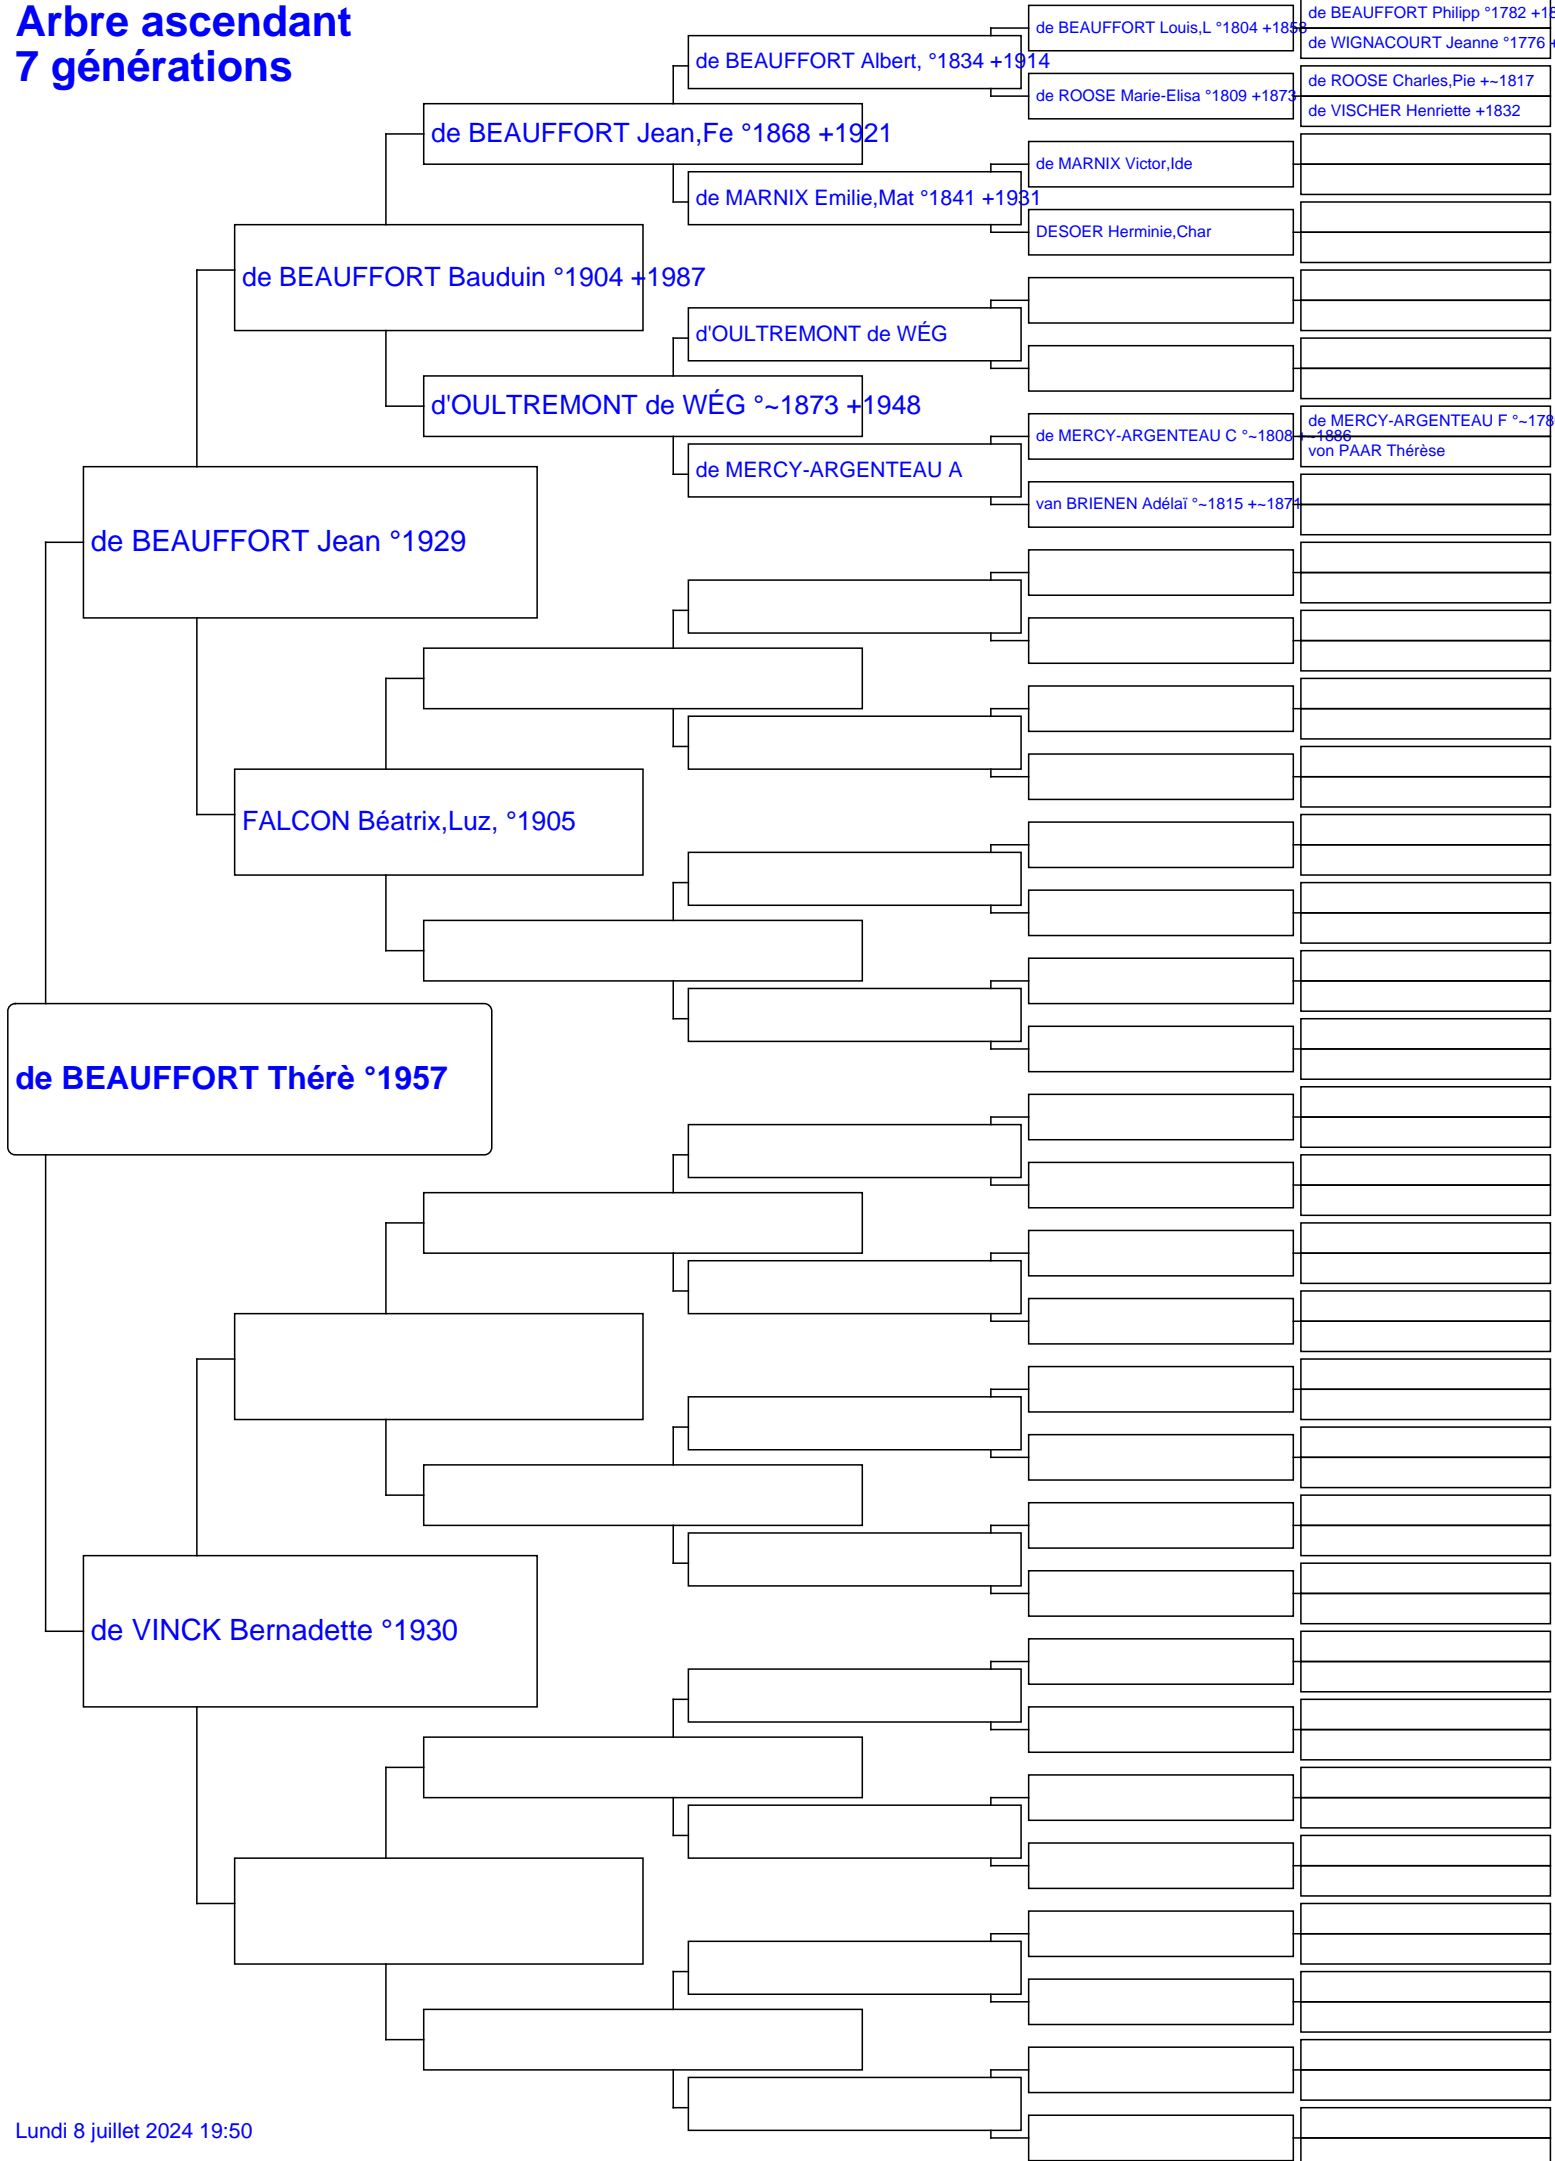 Arbre ascendant
7 générations
de BEAUFFORT Philipp °1782
de BEAUFFORT Louis,L °1804 +1858
de WIGNACOURT Jeanne °1776
de BEAUFFORT Albert, °1834 +1914
de ROOSE Charles,Pie +~1817
de ROOSE Marie-Elisa °1809 +1873
de VISCHER Henriette +1832
de BEAUFFORT Jean,Fe °1868 +1921
de MARNIX Victor,Ide
de MARNIX Emilie,Mat °1841 +1931
DESOER Herminie,Char
de BEAUFFORT Bauduin °1904 +1987
d'OULTREMONT de WÉG
d'OULTREMONT de WÉG °~1873 +1948
de MERCY-ARGENTEAU F
de MERCY-ARGENTEAU C °~1808 +~1886
von PAAR Thérèse
de MERCY-ARGENTEAU A
van BRIENEN Adélaï °~1815 +~1871
de BEAUFFORT Jean °1929
FALCON Béatrix,Luz, °1905
de BEAUFFORT Thérè °1957
de VINCK Bernadette °1930
Lundi 8 juillet 2024 19:50